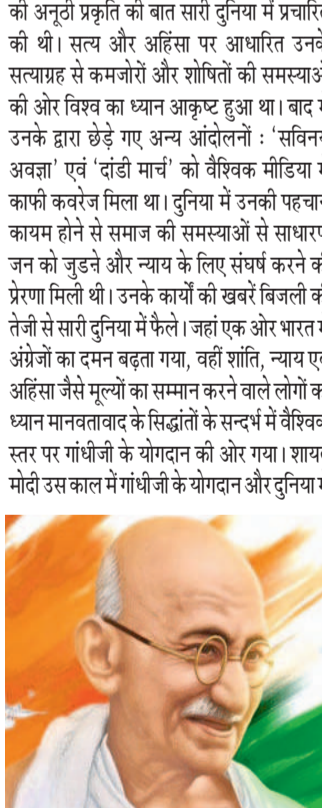 की अनूठी प्रकृति की बात सारी दुनिया में प्रचारि
की थी। सत्य और अहिंसा पर आधारित उनवे
सत्याग्रह से कमजोरों और शोषितों की समस्याअ
की ओर विश्व का ध्यान आकृष्ट हुआ था। बाद
उनके द्वारा छेड़े गए अन्य आंदोलनों : ‘सविन
अवज्ञा’ एवं ‘दांडी मार्च’ को वैश्विक मीडिया
काफी कवरेज मिला था। दुनिया में उनकी पहचा
कायम होने से समाज की समस्याओं से साधार
जन को जुड़ने और न्याय के लिए संघर्ष करने क
प्रेरणा मिली थी। उनके कार्यों की खबरें बिजली क
तेजी से सारी दुनिया में फैले। जहां एक ओर भारत
अंग्रेजों का दमन बढ़ता गया, वहीं शांति, न्याय ए
अहिंसा जैसे मूल्यों का सम्मान करने वाले लोगों क
ध्यान मानवतावाद के सिद्धांतों के सन्दर्भ में वैश्वि
स्तर पर गांधीजी के योगदान की ओर गया। शाय
मोदी उस काल में गांधीजी के योगदान और दुनिया